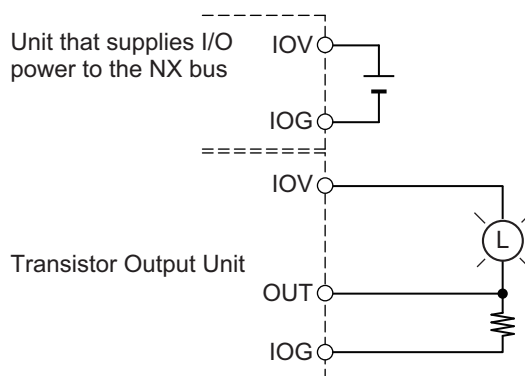 Unit that supplies I/O
power to the NX bus
IOV
IOG
IOV
L
Transistor Output Unit
OUT
IOG